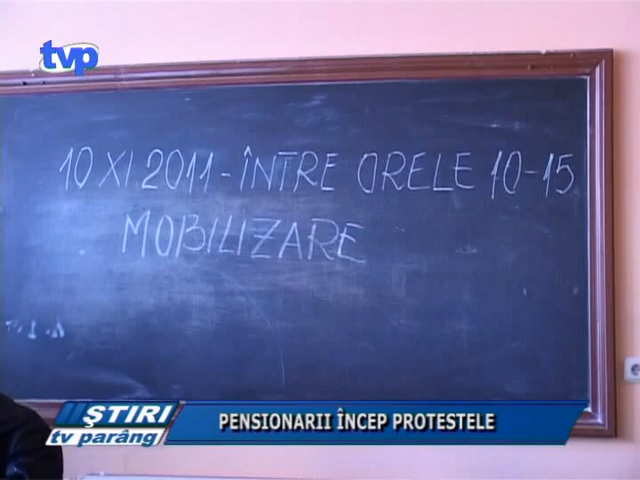 tvp
10 XI.2011 - ÎNTRE ORELE 10-15
MOBILIZARE
ŞTIRI
tv parâng
PENSIONARII ÎNCEP PROTESTELE